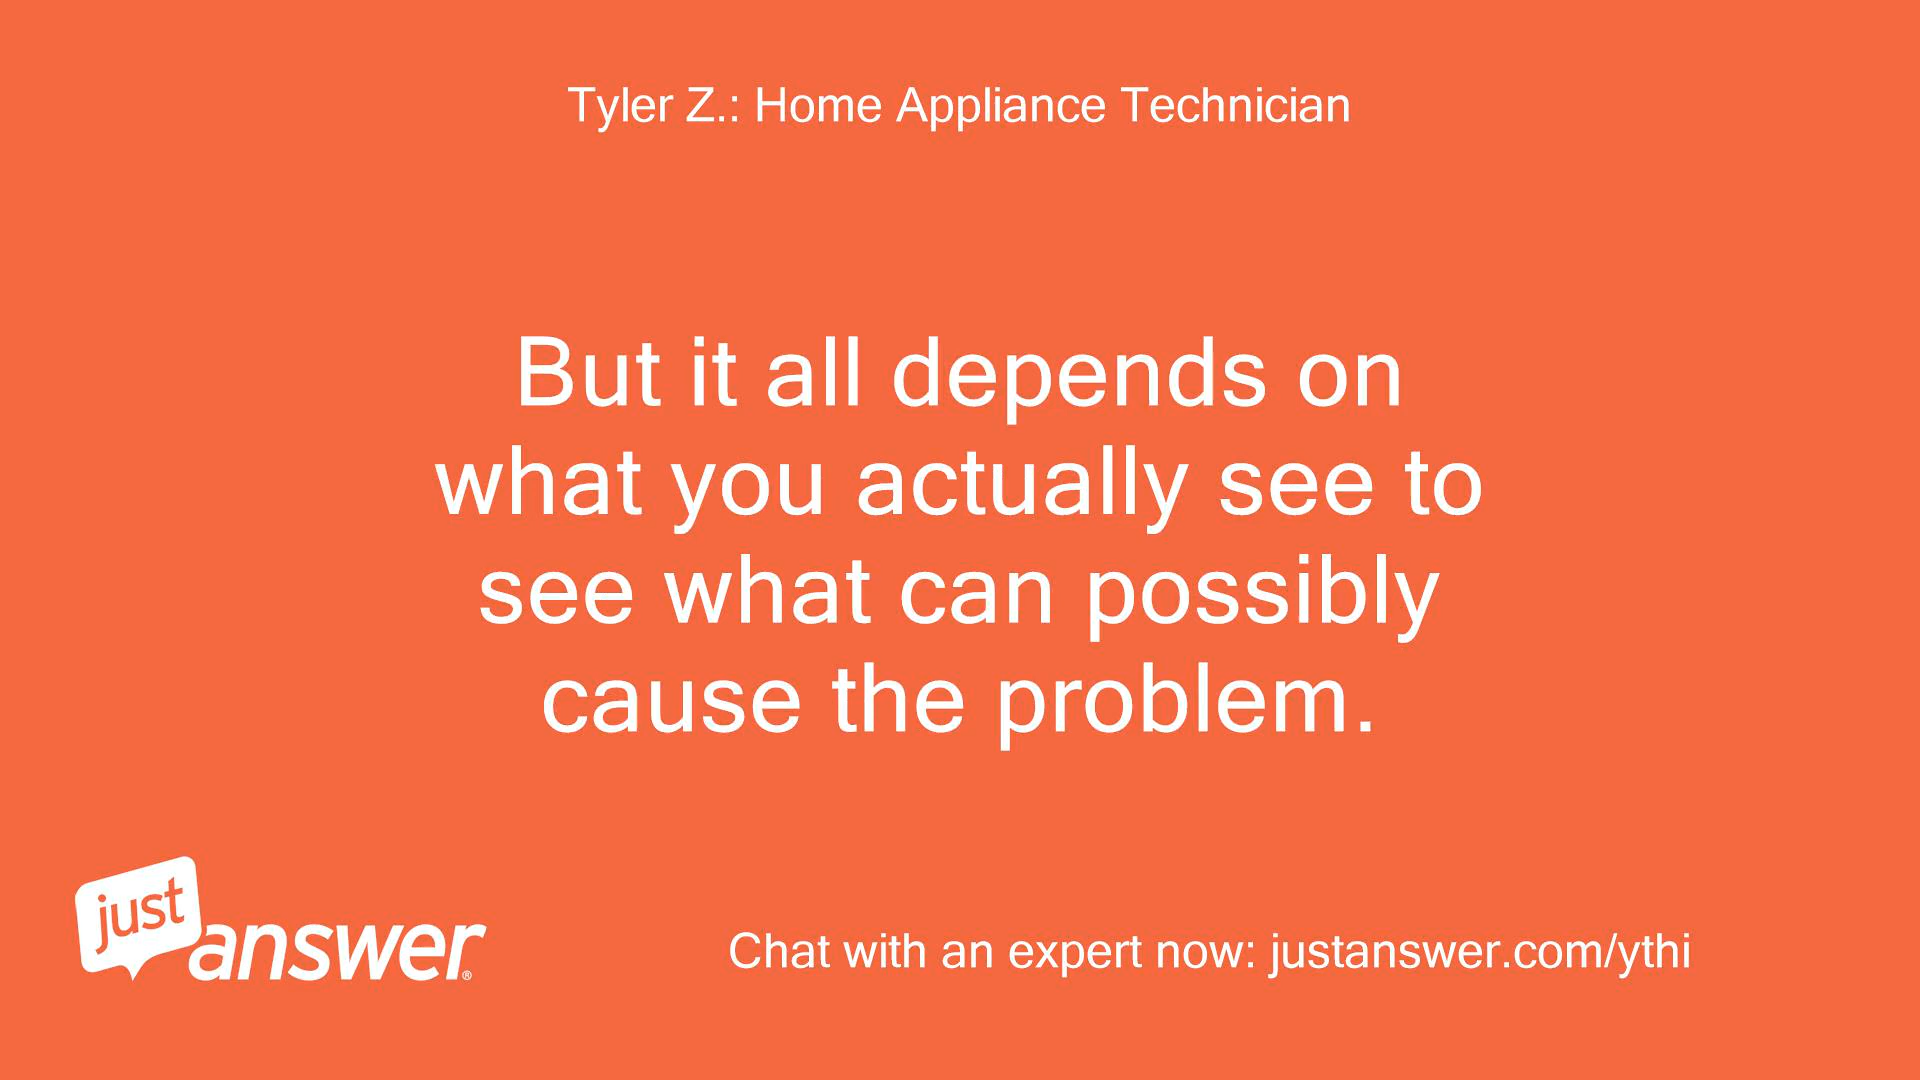 Tyler Z.: Home Appliance Technician
But it all depends on
what you actually see to
see what can possibly
cause the problem.
just
answer®
Chat with an expert now: justanswer.com/ythi